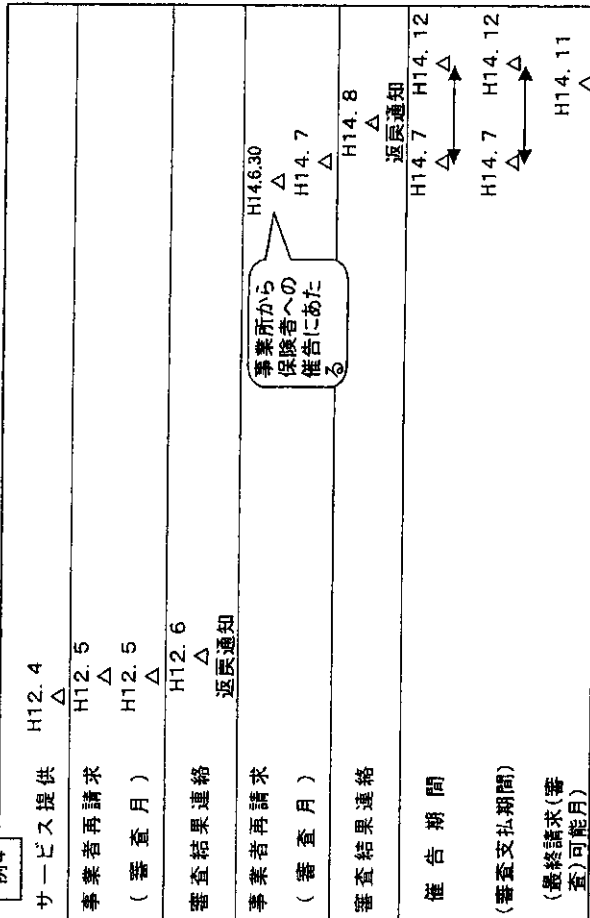 例4
サービス提供
H12.4
△
事業者再請求
H12.5
△
(審査月)
H12.5
△
審査結果連絡
H12.6
△
返戻通知
事業者再請求
H14.6.30
△
事業所から
保険者への
催告にあた
る
(審査月)
H14.7
△
審査結果連絡
H14.8
△
返戻通知
催告期間
H14.7 H14.12
△ △
(審査支払期間)
H14.7 H14.12
△ △
(最終請求(審
査)可能月)
H14.11
△